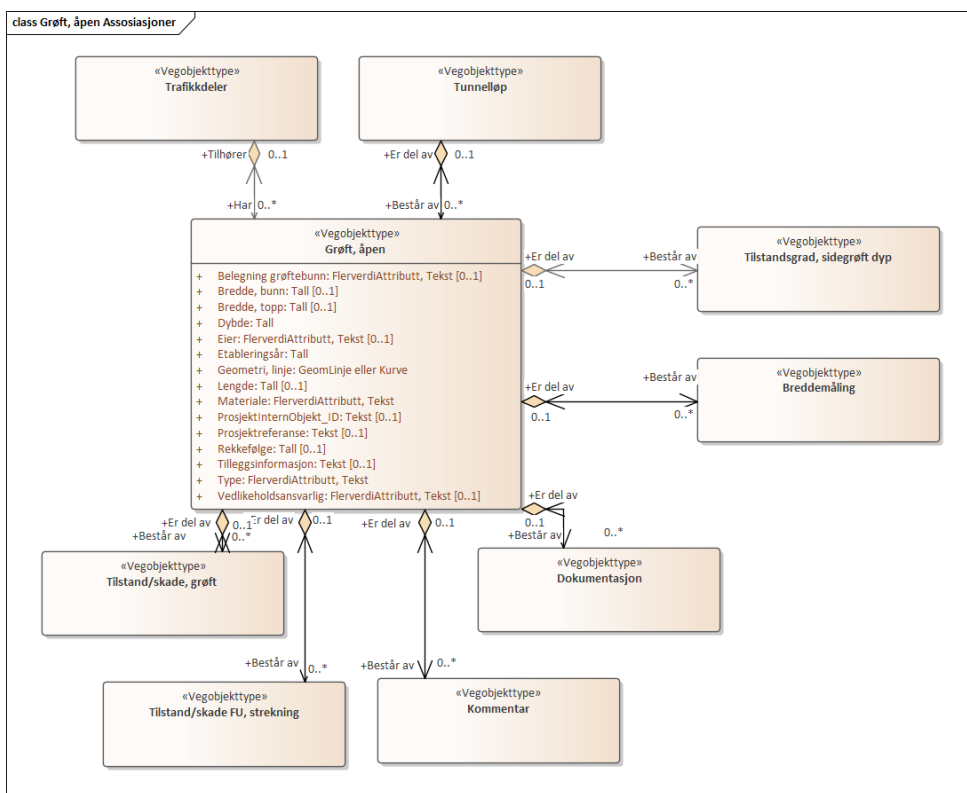 class Grøft, åpen Assosiasjoner
«Vegobjekttype»
Trafikkdeler
«Vegobjekttype»
Tunnelløp
+Tilhører 0..1
+Er del av 0..1
+Har 0..*
+Består av 0..*
«Vegobjekttype»
Grøft, åpen
+ Belegning grøftebunn: FlerverdiAttributt, Tekst [0..1]
+ Bredde, bunn: Tall [0..1]
+ Bredde, topp: Tall [0..1]
+ Dybde: Tall
+ Eier: FlerverdiAttributt, Tekst [0..1]
+ Etableringsår: Tall
+ Geometri, linje: GeomLinje eller Kurve
+ Lengde: Tall [0..1]
+ Materiale: FlerverdiAttributt, Tekst
+ ProsjektInternObjekt_ID: Tekst [0..1]
+ Prosjektreferanse: Tekst [0..1]
+ Rekkefølge: Tall [0..1]
+ Tilleggsinformasjon: Tekst [0..1]
+ Type: FlerverdiAttributt, Tekst
+ Vedlikeholdsansvarlig: FlerverdiAttributt, Tekst [0..1]
+Er del av
0..1
+Består av
0..*
«Vegobjekttype»
Tilstandsgrad, sidegrøft dyp
+Er del av
0..1
+Består av
0..*
«Vegobjekttype»
Breddemåling
+Er del av
0..1
+Består av
0..*
«Vegobjekttype»
Dokumentasjon
+Er del av 0..1
+Består av 0..*
«Vegobjekttype»
Tilstand/skade, grøft
Er del av 0..1
+Består av 0..*
«Vegobjekttype»
Tilstand/skade FU, strekning
+Er del av 0..1
+Består av 0..*
«Vegobjekttype»
Kommentar